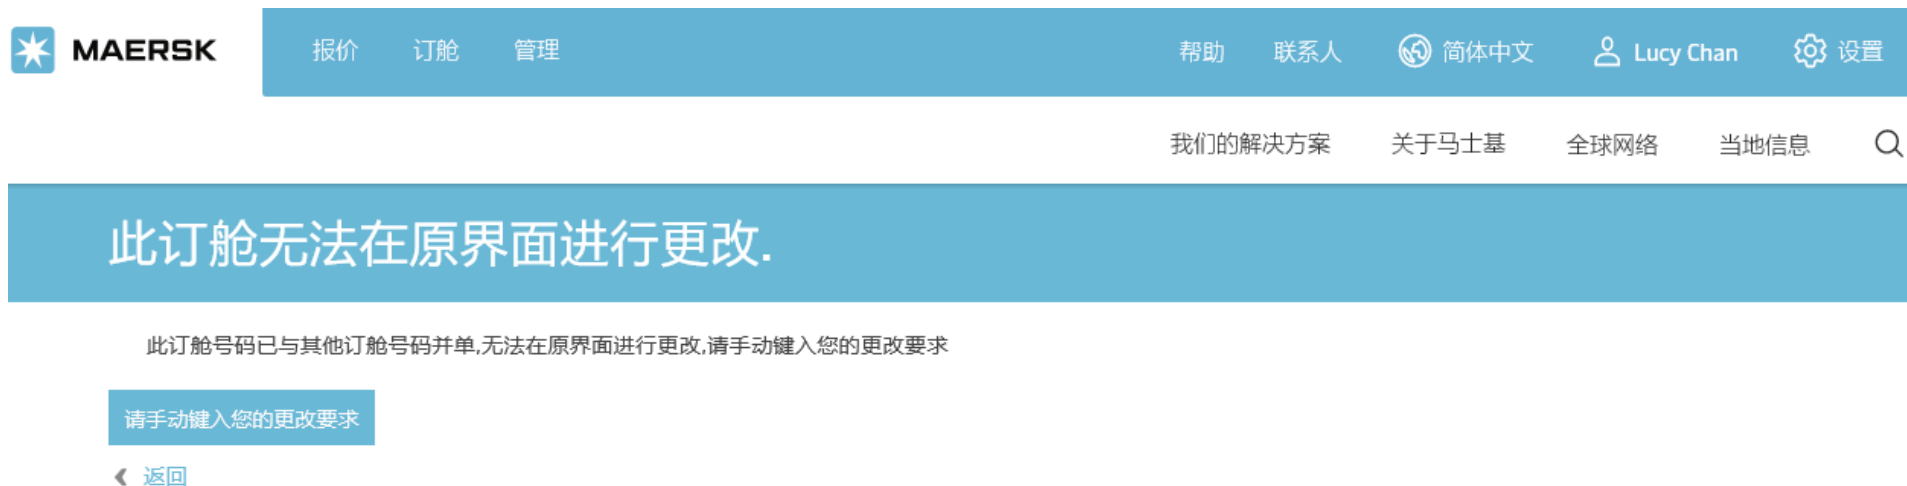 MAERSK 报价 订舱 管理 帮助 联系人 简体中文 Lucy Chan 设置
我们的解决方案 关于马士基 全球网络 当地信息
此订舱无法在原界面进行更改.
此订舱号码已与其他订舱号码并单,无法在原界面进行更改,请手动键入您的更改要求
请手动键入您的更改要求
返回